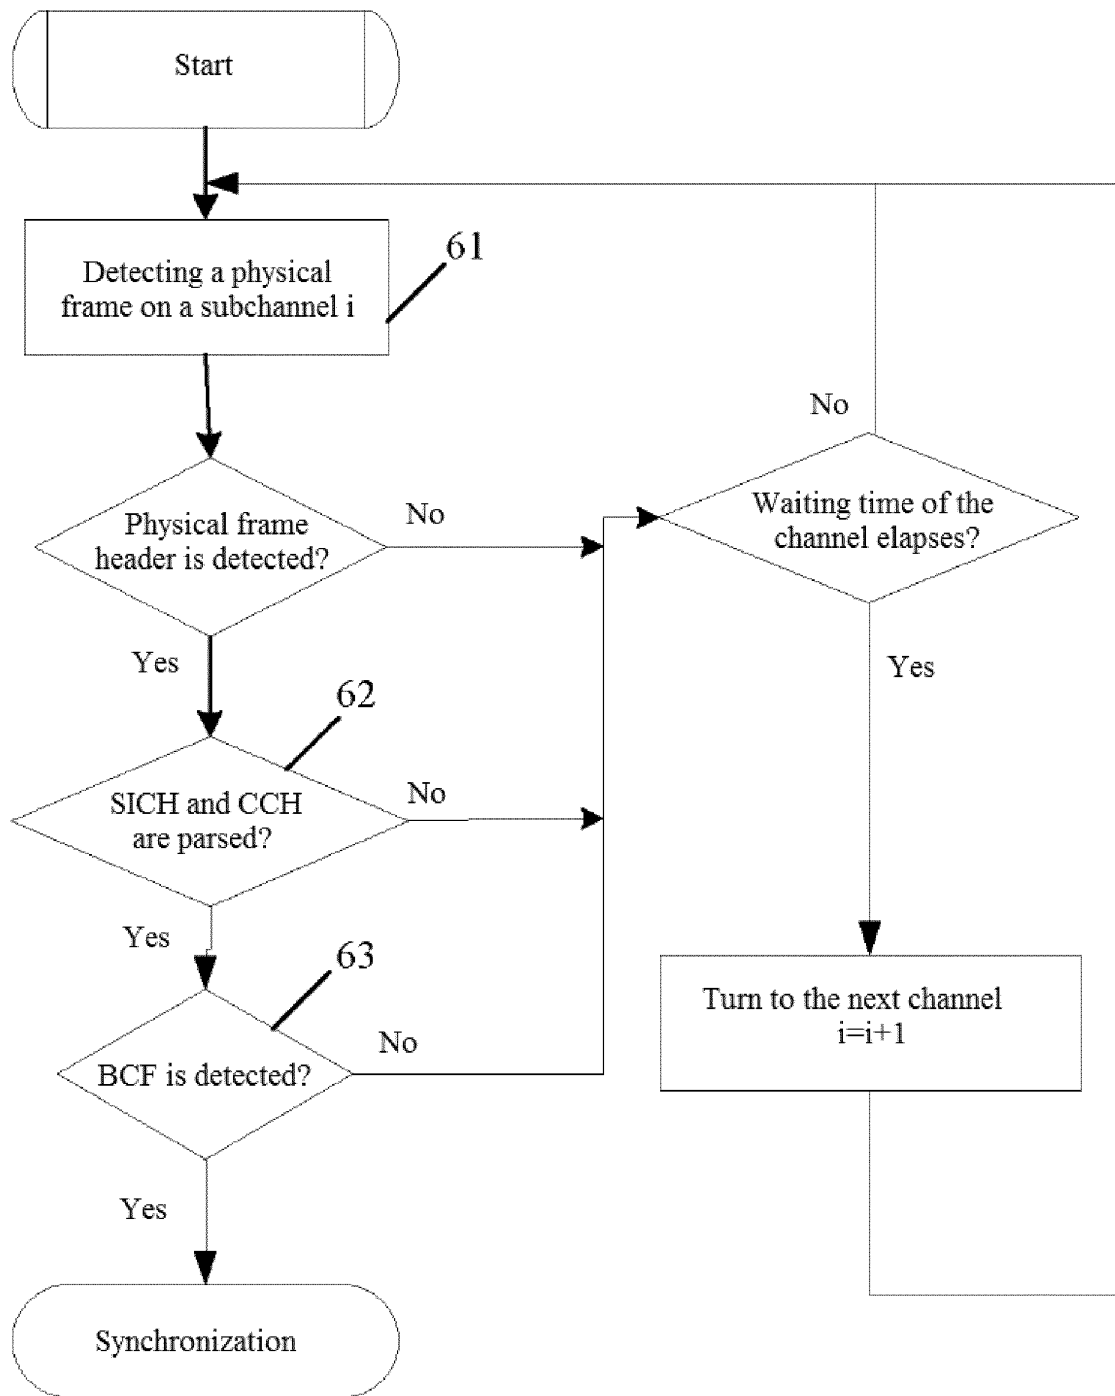 Start
61
Detecting a physical
frame on a subchannel i
No
Physical frame
header is detected?
No
Waiting time of the
channel elapses?
Yes
Yes
62
SICH and CCH
are parsed?
No
Yes
63
BCF is detected?
No
Turn to the next channel
i=i+1
Yes
Synchronization